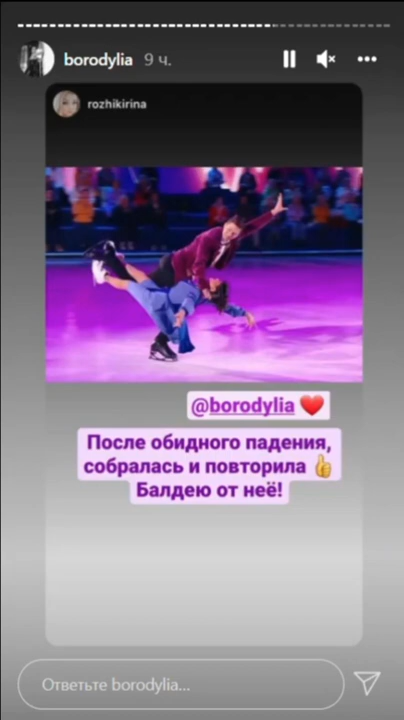 borodylia 9 ч.
rozhikirina
@borodylia ❤️
После обидного падения,
собралась и повторила 👍
Балдею от неё!
Ответьте borodylia...